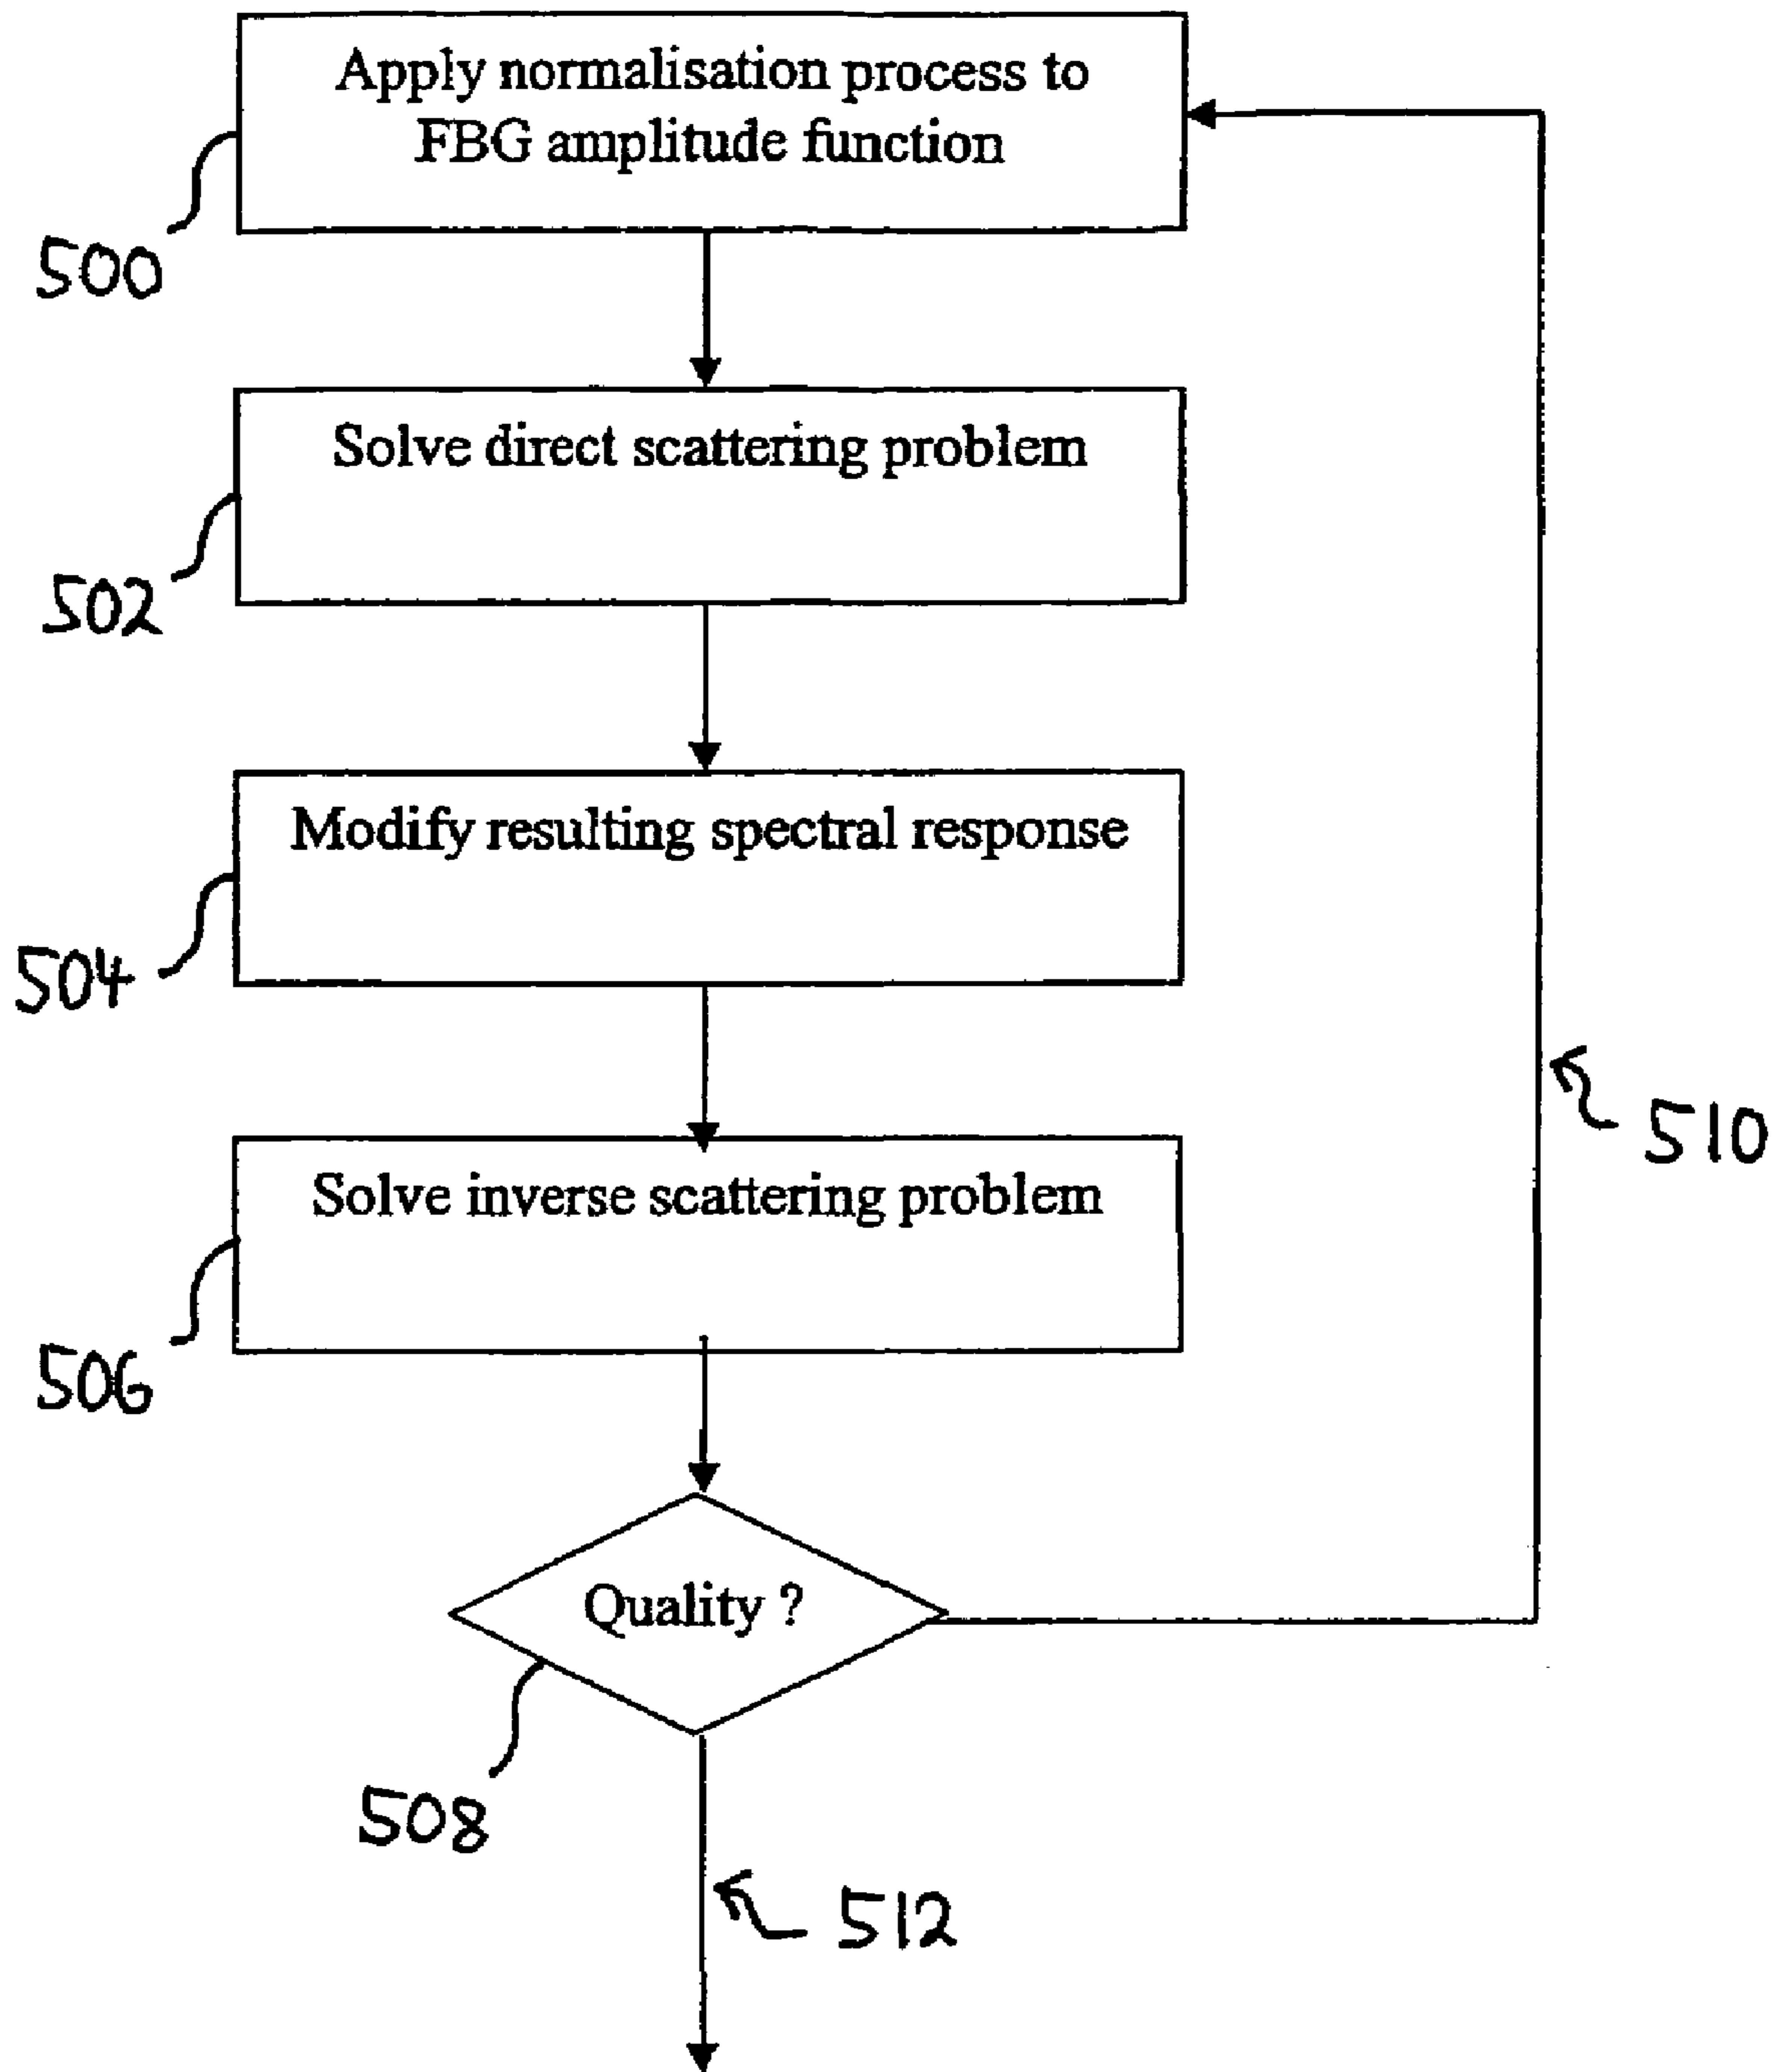 Apply normalisation process to
FBG amplitude function
500
Solve direct scattering problem
502
Modify resulting spectral response
504
510
Solve inverse scattering problem
506
Quality ?
508
512